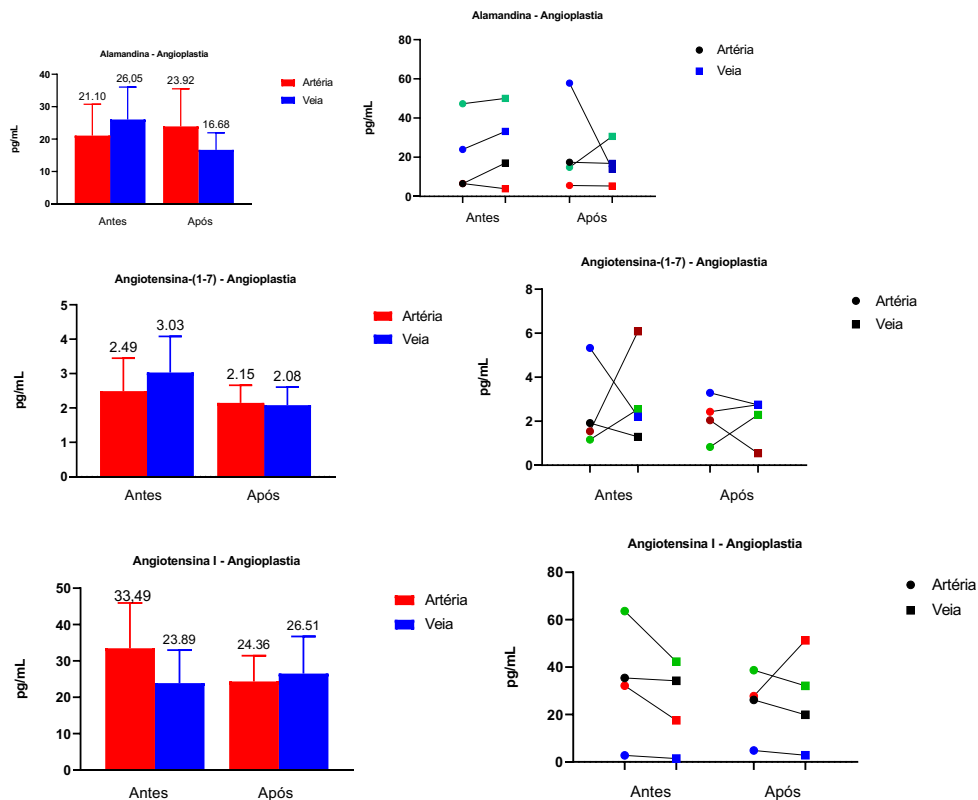 Alamandina - Angioplastia
40
30
20
10
0
pg/mL
21.10
26,05
23.92
16.68
Antes
Após
Artéria
Veia
Alamandina - Angioplastia
80
60
40
20
0
pg/mL
Antes
Após
Artéria
Veia
Angiotensina-(1-7) - Angioplastia
5
4
3
2
1
0
pg/mL
2.49
3.03
2.15
2.08
Antes
Após
Artéria
Veia
Angiotensina-(1-7) - Angioplastia
8
6
4
2
0
pg/mL
Antes
Após
Artéria
Veia
Angiotensina I - Angioplastia
50
40
30
20
10
0
pg/mL
33,49
23.89
24.36
26.51
Antes
Após
Artéria
Veia
Angiotensina I - Angioplastia
80
60
40
20
0
pg/mL
Antes
Após
Artéria
Veia